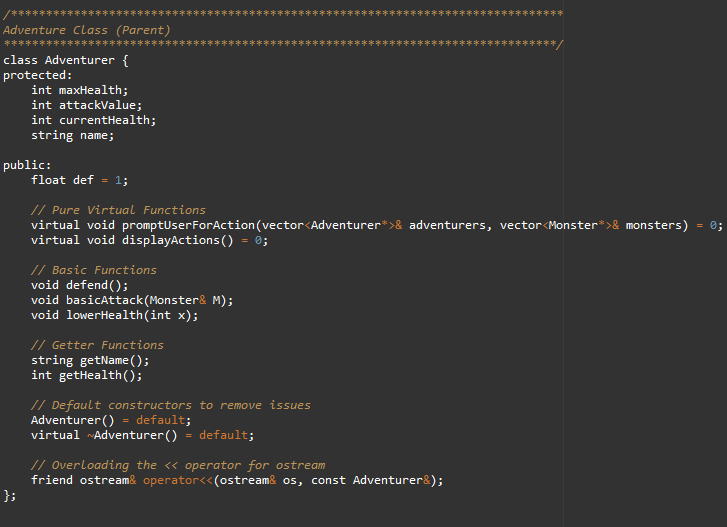 /*******************************************************************************
Adventure Class (Parent)
*******************************************************************************/
class Adventurer {
protected:
    int maxHealth;
    int attackValue;
    int currentHealth;
    string name;

public:
    float def = 1;

    // Pure Virtual Functions
    virtual void promptUserForAction(vector<Adventurer*>& adventurers, vector<Monster*>& monsters) = 0;
    virtual void displayActions() = 0;

    // Basic Functions
    void defend();
    void basicAttack(Monster& M);
    void lowerHealth(int x);

    // Getter Functions
    string getName();
    int getHealth();

    // Default constructors to remove issues
    Adventurer() = default;
    virtual ~Adventurer() = default;

    // Overloading the << operator for ostream
    friend ostream& operator<<(ostream& os, const Adventurer&);
};